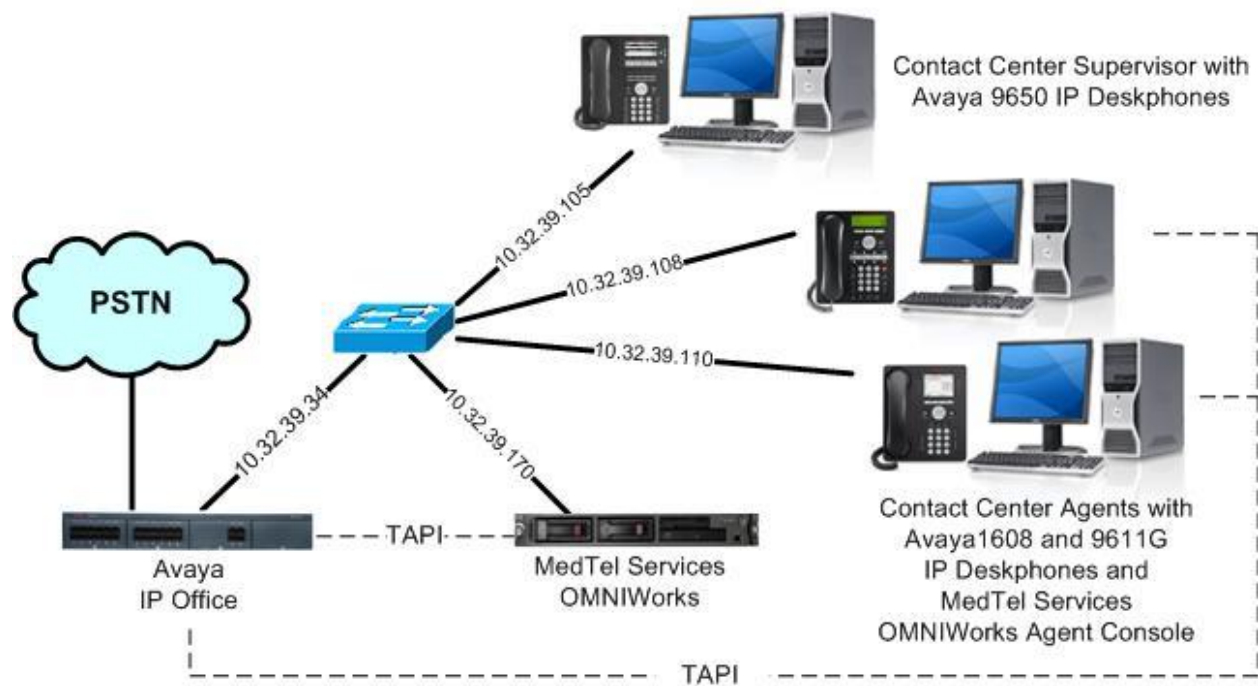 Contact Center Supervisor with
Avaya 9650 IP Deskphones
10.32.39.105
10.32.39.108
PSTN
10.32.39.110
10.32.39.34
10.32.39.170
TAPI
Avaya
IP Office
MedTel Services
OMNIWorks
Contact Center Agents with
Avaya1608 and 9611G
IP Deskphones and
MedTel Services
OMNIWorks Agent Console
TAPI